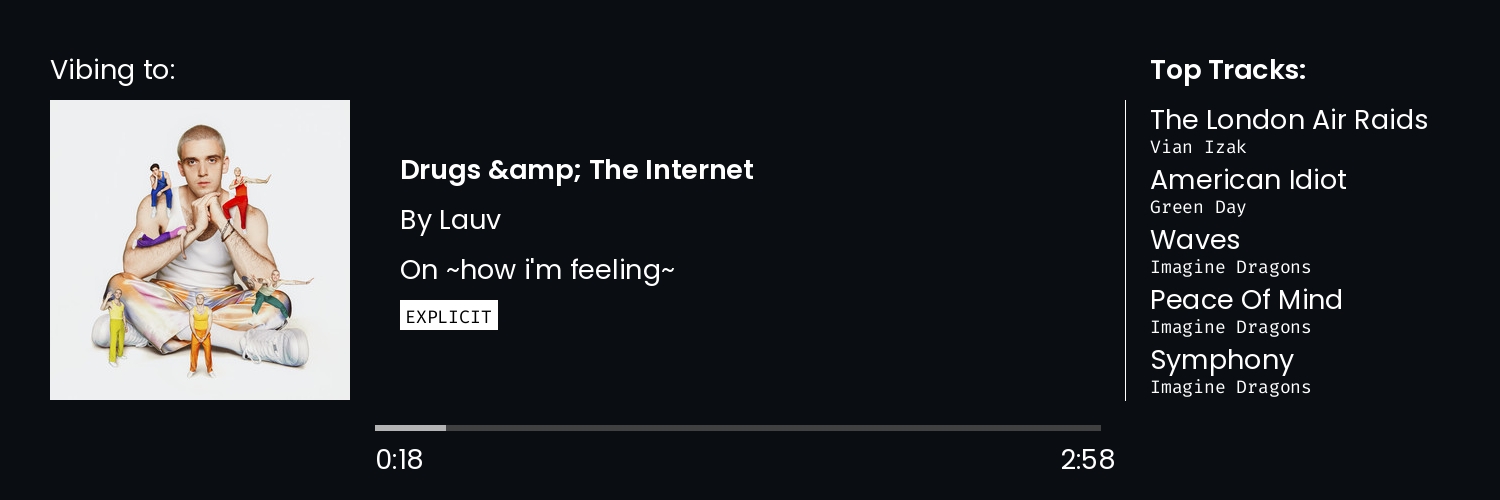 Vibing to:
Drugs &amp; The Internet
By Lauv
On ~how i'm feeling~
EXPLICIT
0:18
2:58
Top Tracks:
The London Air Raids
Vian Izak
American Idiot
Green Day
Waves
Imagine Dragons
Peace Of Mind
Imagine Dragons
Symphony
Imagine Dragons